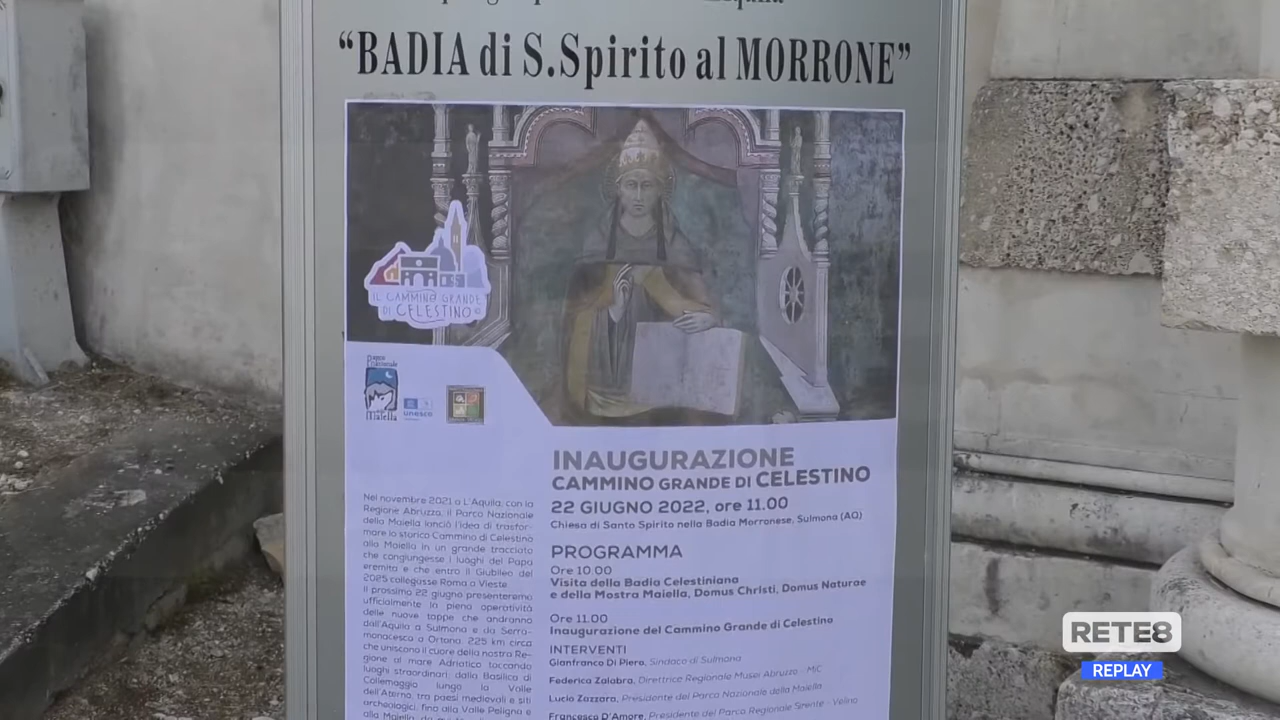 “BADIA di S.Spirito al MORRONE”
IL CAMMINO GRANDE
DI CELESTINO
Parco
Nazionale
Maiella
unesco
INAUGURAZIONE
CAMMINO GRANDE DI CELESTINO
22 GIUGNO 2022, ore 11.00
Chiesa di Santo Spirito nella Badia Morronese, Sulmona (AQ)
Nel novembre 2021 a L'Aquila, con la
Regione Abruzzo, il Parco Nazionale
della Maiella lanciò l'idea di trasfor-
mare lo storico Cammino di Celestino
alla Maiella in un grande tracciato
che congiungesse i luoghi del Papa
eremita e che entro il Giubileo del
2025 collegasse Roma a Vieste.
Il prossimo 22 giugno presenteremo
ufficialmente la piena operatività
delle nuove tappe che andranno
dall'Aquila a Sulmona e da Serra-
monacesca a Ortona. 225 km circa
che uniscono il cuore della nostra Re-
gione al mare Adriatico toccando
luoghi straordinari: dalla Basilica di
Collemaggio lungo la Valle
dell'Aterno, tra paesi medievali e siti
archeologici, fino alla Valle Peligna e
alla Maiella, da
PROGRAMMA
Ore 10.00
Visita della Badia Celestiniana
e della Mostra Maiella, Domus Christi, Domus Naturae
Ore 11.00
Inaugurazione del Cammino Grande di Celestino
INTERVENTI
Gianfranco Di Piero, Sindaco di Sulmona
Federica Zalabra, Direttrice Regionale Musei Abruzzo - MiC
Lucio Zazzara, Presidente del Parco Nazionale della Maiella
Francesco D'Amore, Presidente del Parco Regionale Sirente - Velino
RETE8
REPLAY